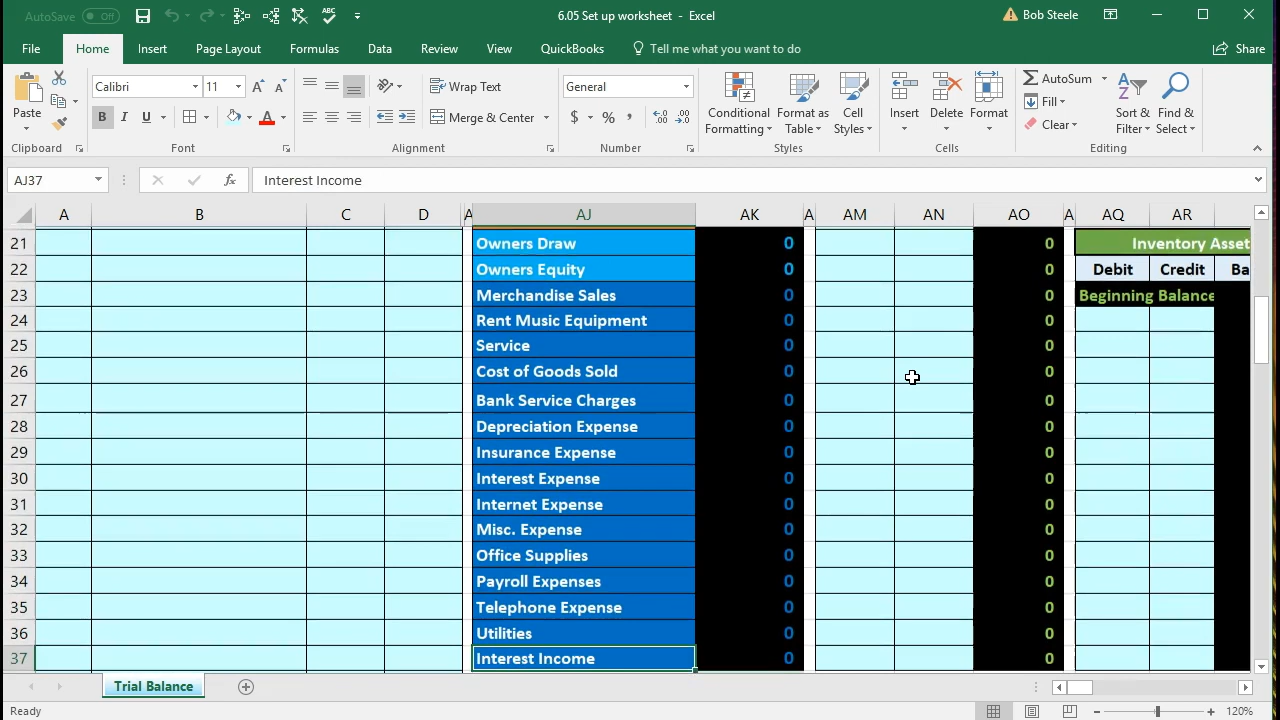 AutoSave Off 6.05 Set up worksheet - Excel Bob Steele
File Home Insert Page Layout Formulas Data Review View QuickBooks Tell me what you want to do Share
Paste Calibri 11 B I U A Wrap Text Merge & Center General $ % , Conditional Formatting Format as Table Cell Styles Insert Delete Format AutoSum Fill Clear Sort & Filter Find & Select
Clipboard Font Alignment Number Styles Cells Editing
AJ37 fx Interest Income
A B C D A AJ AK A AM AN AO A AQ AR
21 Owners Draw 0 0 Inventory Asset
22 Owners Equity 0 0 Debit Credit Ba
23 Merchandise Sales 0 0 Beginning Balance
24 Rent Music Equipment 0 0
25 Service 0 0
26 Cost of Goods Sold 0 0
27 Bank Service Charges 0 0
28 Depreciation Expense 0 0
29 Insurance Expense 0 0
30 Interest Expense 0 0
31 Internet Expense 0 0
32 Misc. Expense 0 0
33 Office Supplies 0 0
34 Payroll Expenses 0 0
35 Telephone Expense 0 0
36 Utilities 0 0
37 Interest Income 0 0
Trial Balance
Ready 120%